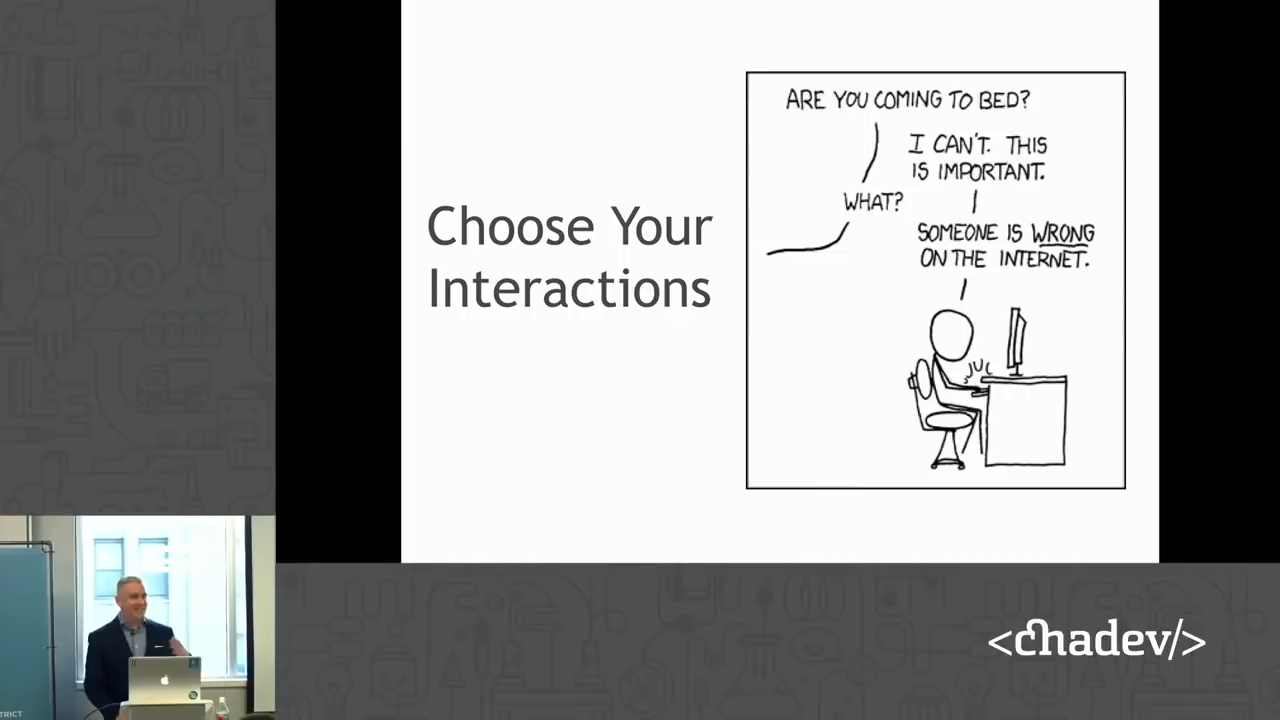 Choose Your
Interactions
ARE YOU COMING TO BED?
I CAN'T. THIS
IS IMPORTANT.
WHAT?
SOMEONE IS WRONG
ON THE INTERNET.
<chadev/>
TRICT